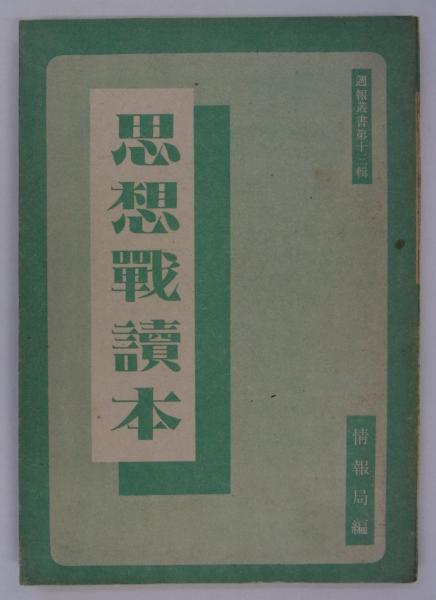 週報叢書第十三輯
思想戰讀本
情報局編